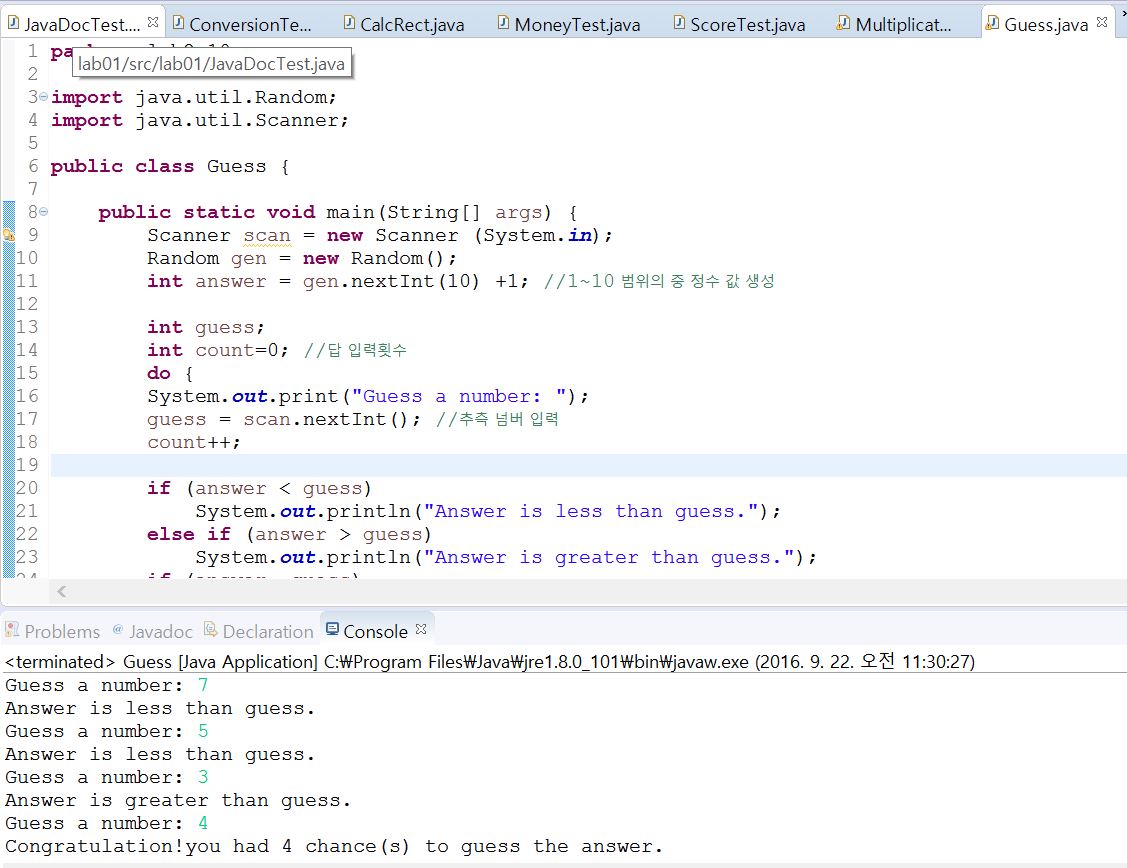 JavaDocTest.... ConversionTe... CalcRect.java MoneyTest.java ScoreTest.java Multiplicat... Guess.java
1
lab01/src/lab01/JavaDocTest.java
2
3 import java.util.Random;
4 import java.util.Scanner;
5
6 public class Guess {
7
8 public static void main(String[] args) {
9 Scanner scan = new Scanner (System.in);
10 Random gen = new Random();
11 int answer = gen.nextInt(10) +1; //1~10 범위의 중 정수 값 생성
12
13 int guess;
14 int count=0; //답 입력횟수
15 do {
16 System.out.print("Guess a number: ");
17 guess = scan.nextInt(); //추측 넘버 입력
18 count++;
19
20 if (answer < guess)
21 System.out.println("Answer is less than guess.");
22 else if (answer > guess)
23 System.out.println("Answer is greater than guess.");
Problems @ Javadoc Declaration Console
<terminated> Guess [Java Application] C:₩Program Files₩Java₩jre1.8.0_101₩bin₩javaw.exe (2016. 9. 22. 오전 11:30:27)
Guess a number: 7
Answer is less than guess.
Guess a number: 5
Answer is less than guess.
Guess a number: 3
Answer is greater than guess.
Guess a number: 4
Congratulation!you had 4 chance(s) to guess the answer.